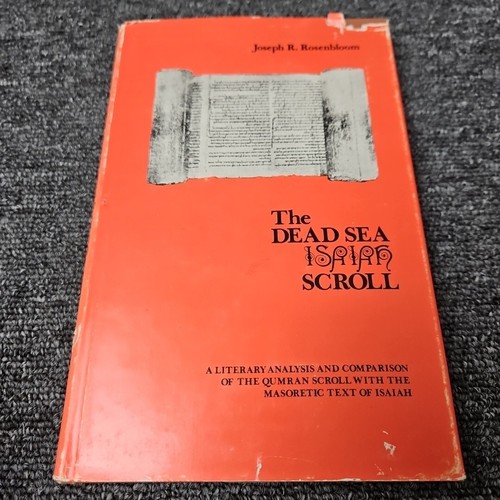 Joseph R. Rosenbloom
The
DEAD SEA
ISAIAH
SCROLL
A LITERARY ANALYSIS AND COMPARISON
OF THE QUMRAN SCROLL WITH THE
MASORETIC TEXT OF ISAIAH